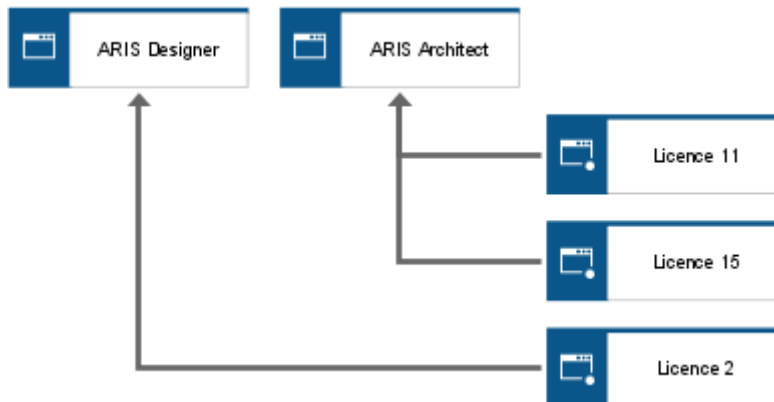 ARIS Designer
ARIS Architect
Licence 11
Licence 15
Licence 2